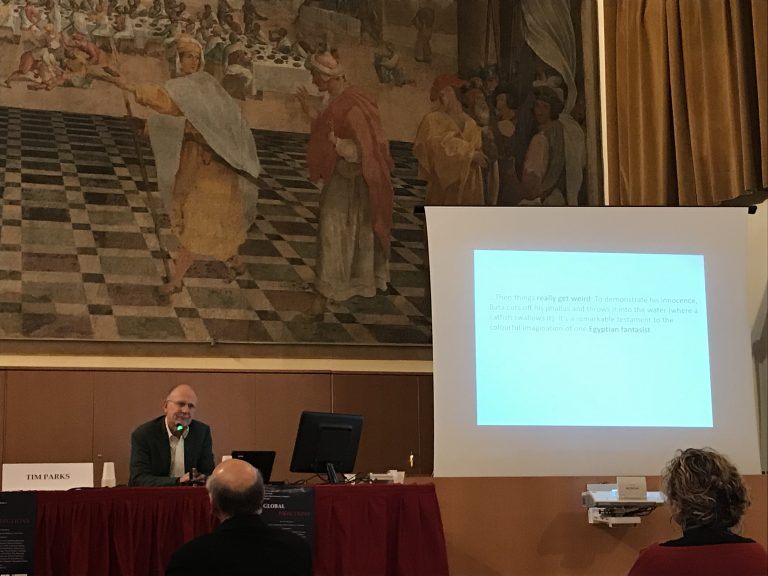 Then things really get weird: To demonstrate his innocence,
Bata cuts off his phallus and throws it into the water (where a
catfish swallows it). It's a remarkable testament to the
colourful imagination of one Egyptian fantasist.
TIM PARKS
GLOBAL